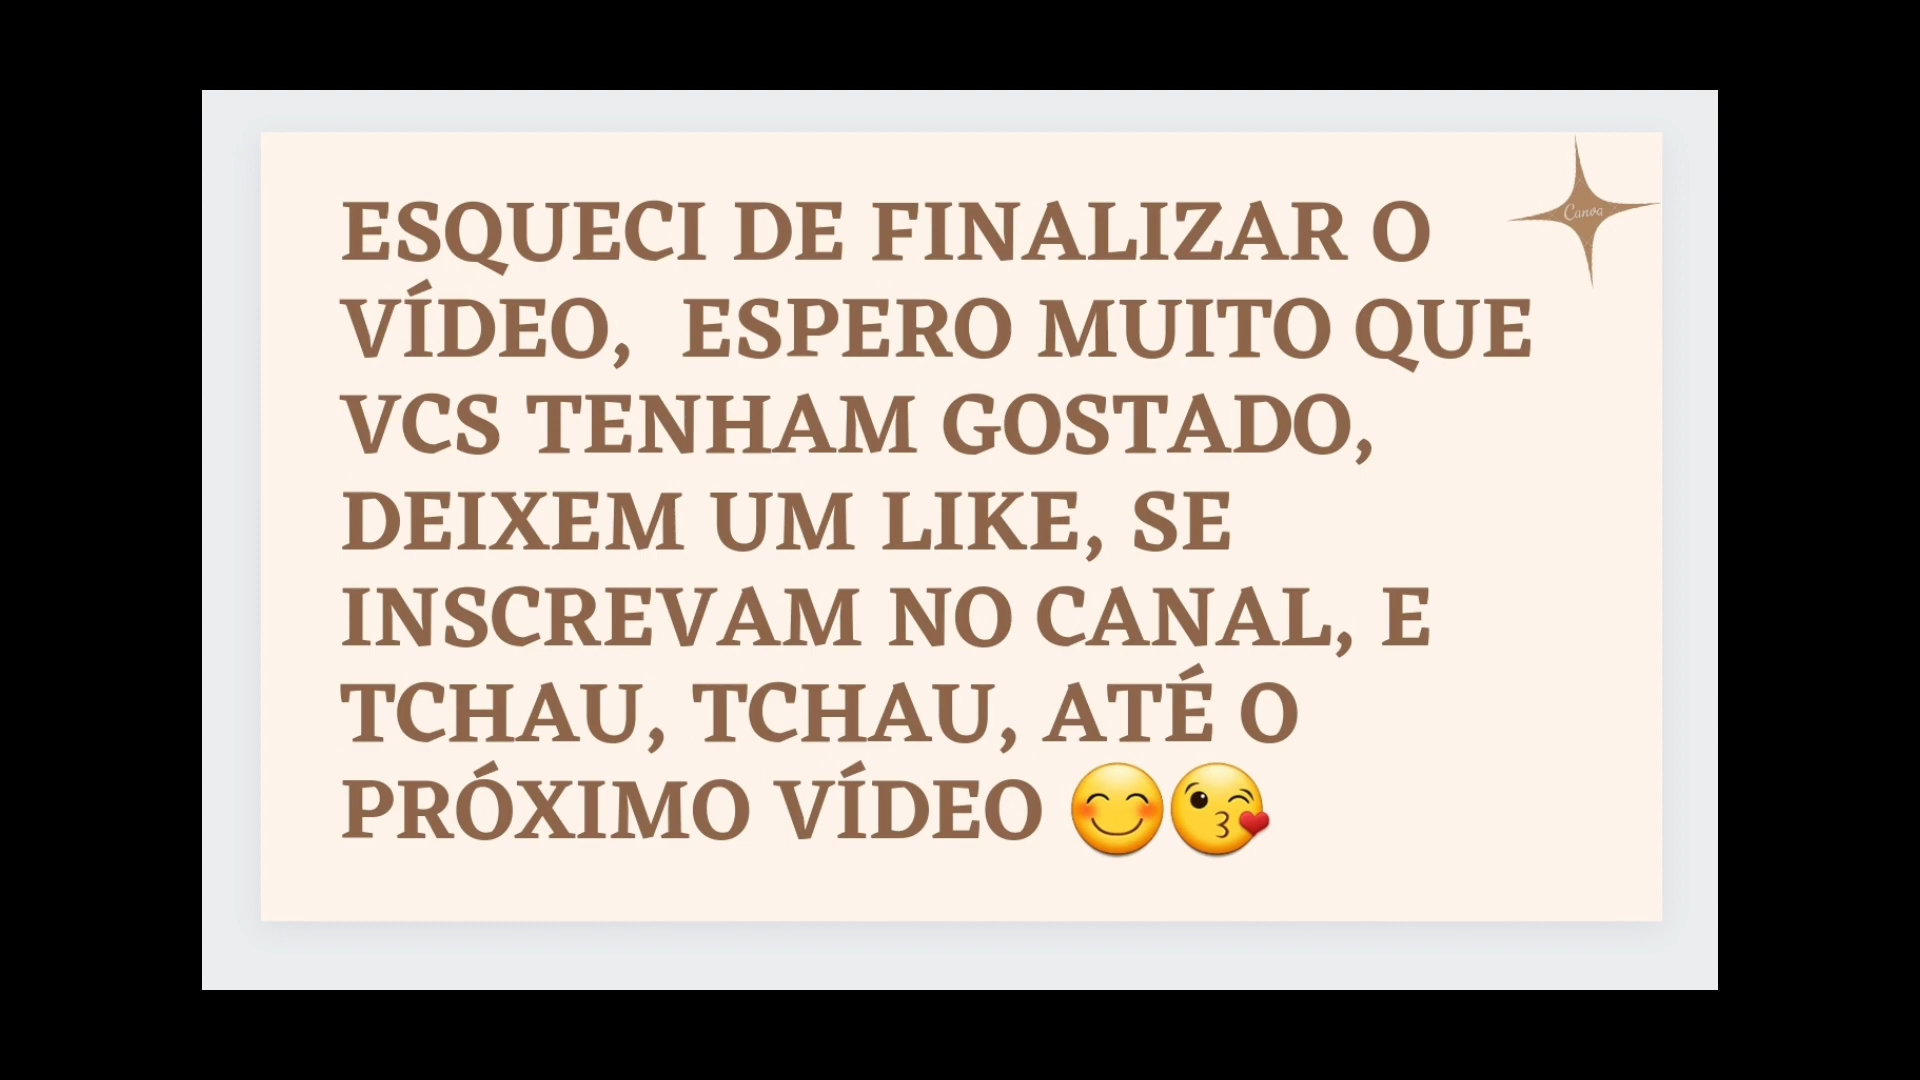 ESQUECI DE FINALIZAR O
Canva
VÍDEO,  ESPERO MUITO QUE
VCS TENHAM GOSTADO,
DEIXEM UM LIKE, SE
INSCREVAM NO CANAL, E
TCHAU, TCHAU, ATÉ O
PRÓXIMO VÍDEO 😊😘